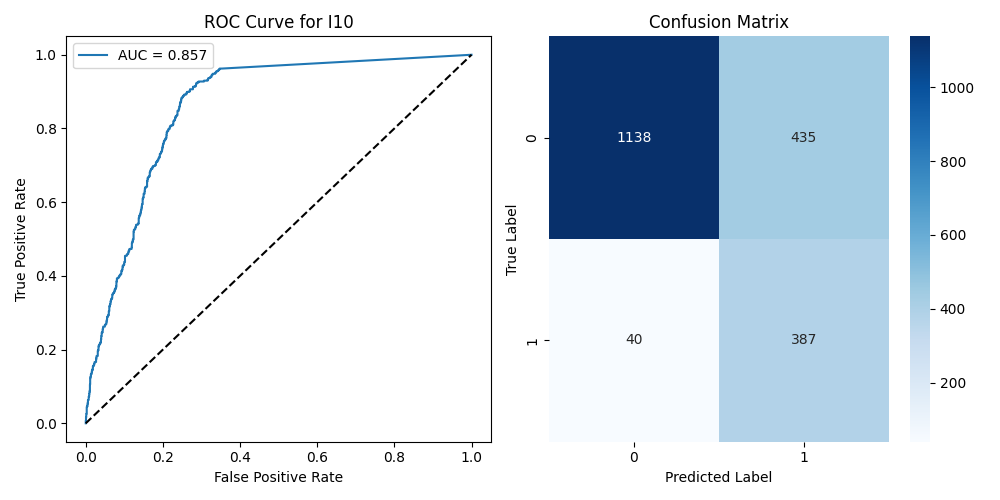 ROC Curve for I10
AUC = 0.857
1.0
0.8
0.6
0.4
0.2
0.0
True Positive Rate
0.0 0.2 0.4 0.6 0.8 1.0
False Positive Rate
Confusion Matrix
0
1138 435
1
40 387
True Label
0 1
Predicted Label
1000
800
600
400
200